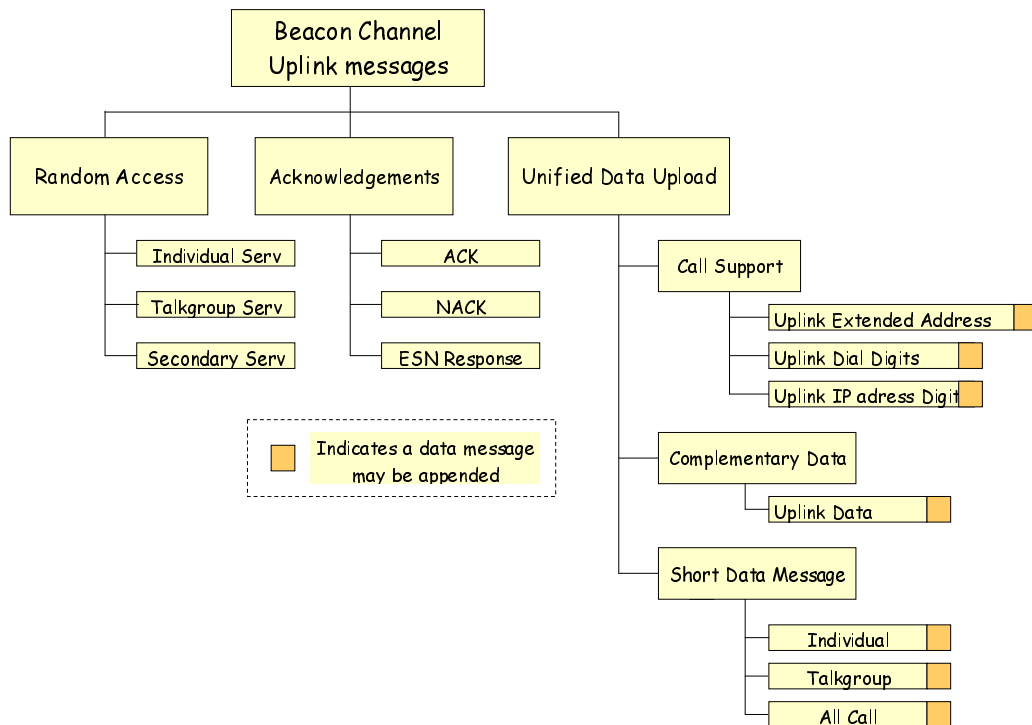 Beacon Channel
Uplink messages
Random Access
Acknowledgements
Unified Data Upload
Individual Serv
Talkgroup Serv
Secondary Serv
ACK
NACK
ESN Response
Call Support
Uplink Extended Address
Uplink Dial Digits
Uplink IP adress Digit
Indicates a data message
may be appended
Complementary Data
Uplink Data
Short Data Message
Individual
Talkgroup
All Call